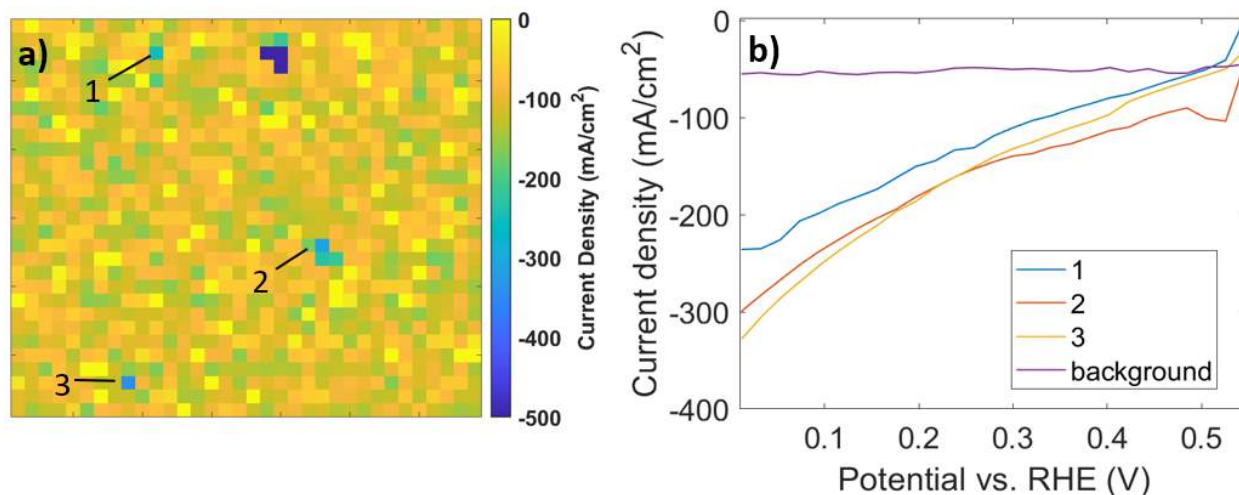 a)
1
2
3
0
-100
-200
-300
-400
-500
Current Density (mA/cm²)
b)
0
-100
-200
-300
-400
Current density (mA/cm²)
1
2
3
background
0.1 0.2 0.3 0.4 0.5
Potential vs. RHE (V)